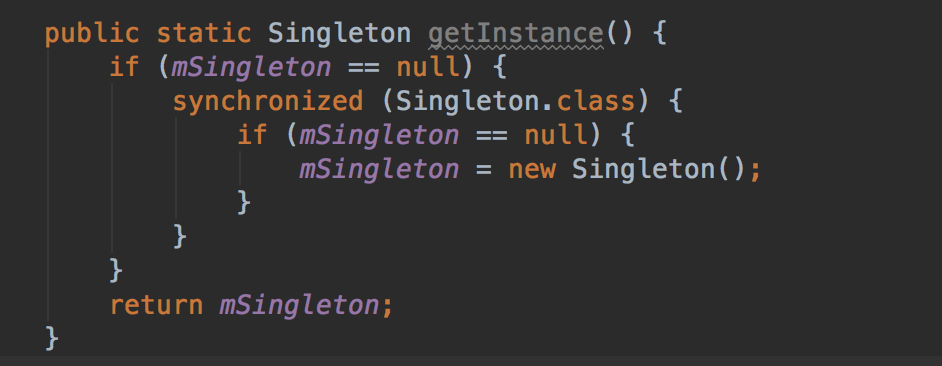 public static Singleton getInstance() {
    if (mSingleton == null) {
        synchronized (Singleton.class) {
            if (mSingleton == null) {
                mSingleton = new Singleton();
            }
        }
    }
    return mSingleton;
}